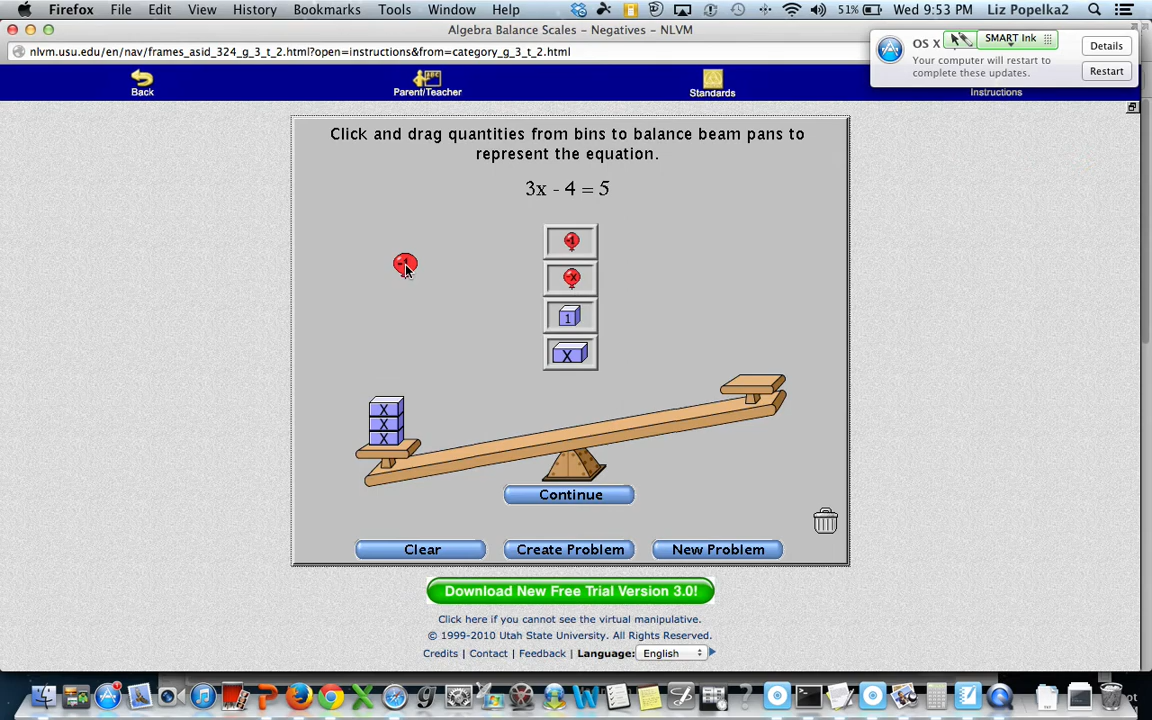 Firefox File Edit View History Bookmarks Tools Window Help 51% Wed 9:53 PM Liz Popelka2
Algebra Balance Scales – Negatives – NLVM
nlvm.usu.edu/en/nav/frames_asid_324_g_3_t_2.html?open=instructions&from=category_g_3_t_2.html
OS X SMART Ink
Your computer will restart to
complete these updates.
Details
Restart
Back Parent/Teacher Standards Instructions
Click and drag quantities from bins to balance beam pans to
represent the equation.
3x - 4 = 5
-1
-x
1
X
X
X
X
Continue
Clear Create Problem New Problem
Download New Free Trial Version 3.0!
Click here if you cannot see the virtual manipulative.
© 1999-2010 Utah State University. All Rights Reserved.
Credits | Contact | Feedback | Language: English